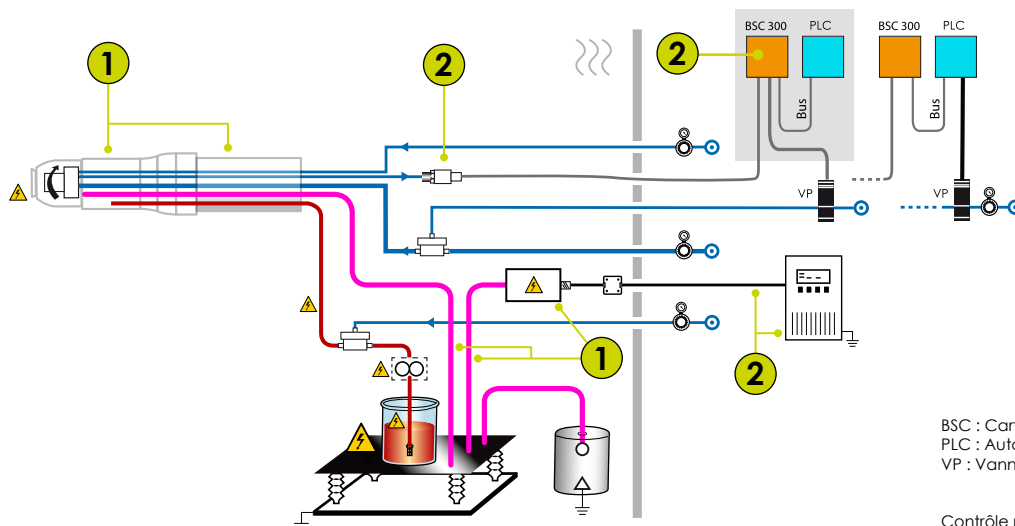 BSC 300 PLC BSC 300 PLC
1
2
2
Bus
Bus
VP
VP
1
2
BSC : Car
PLC : Auto
VP : Vann
Contrôle